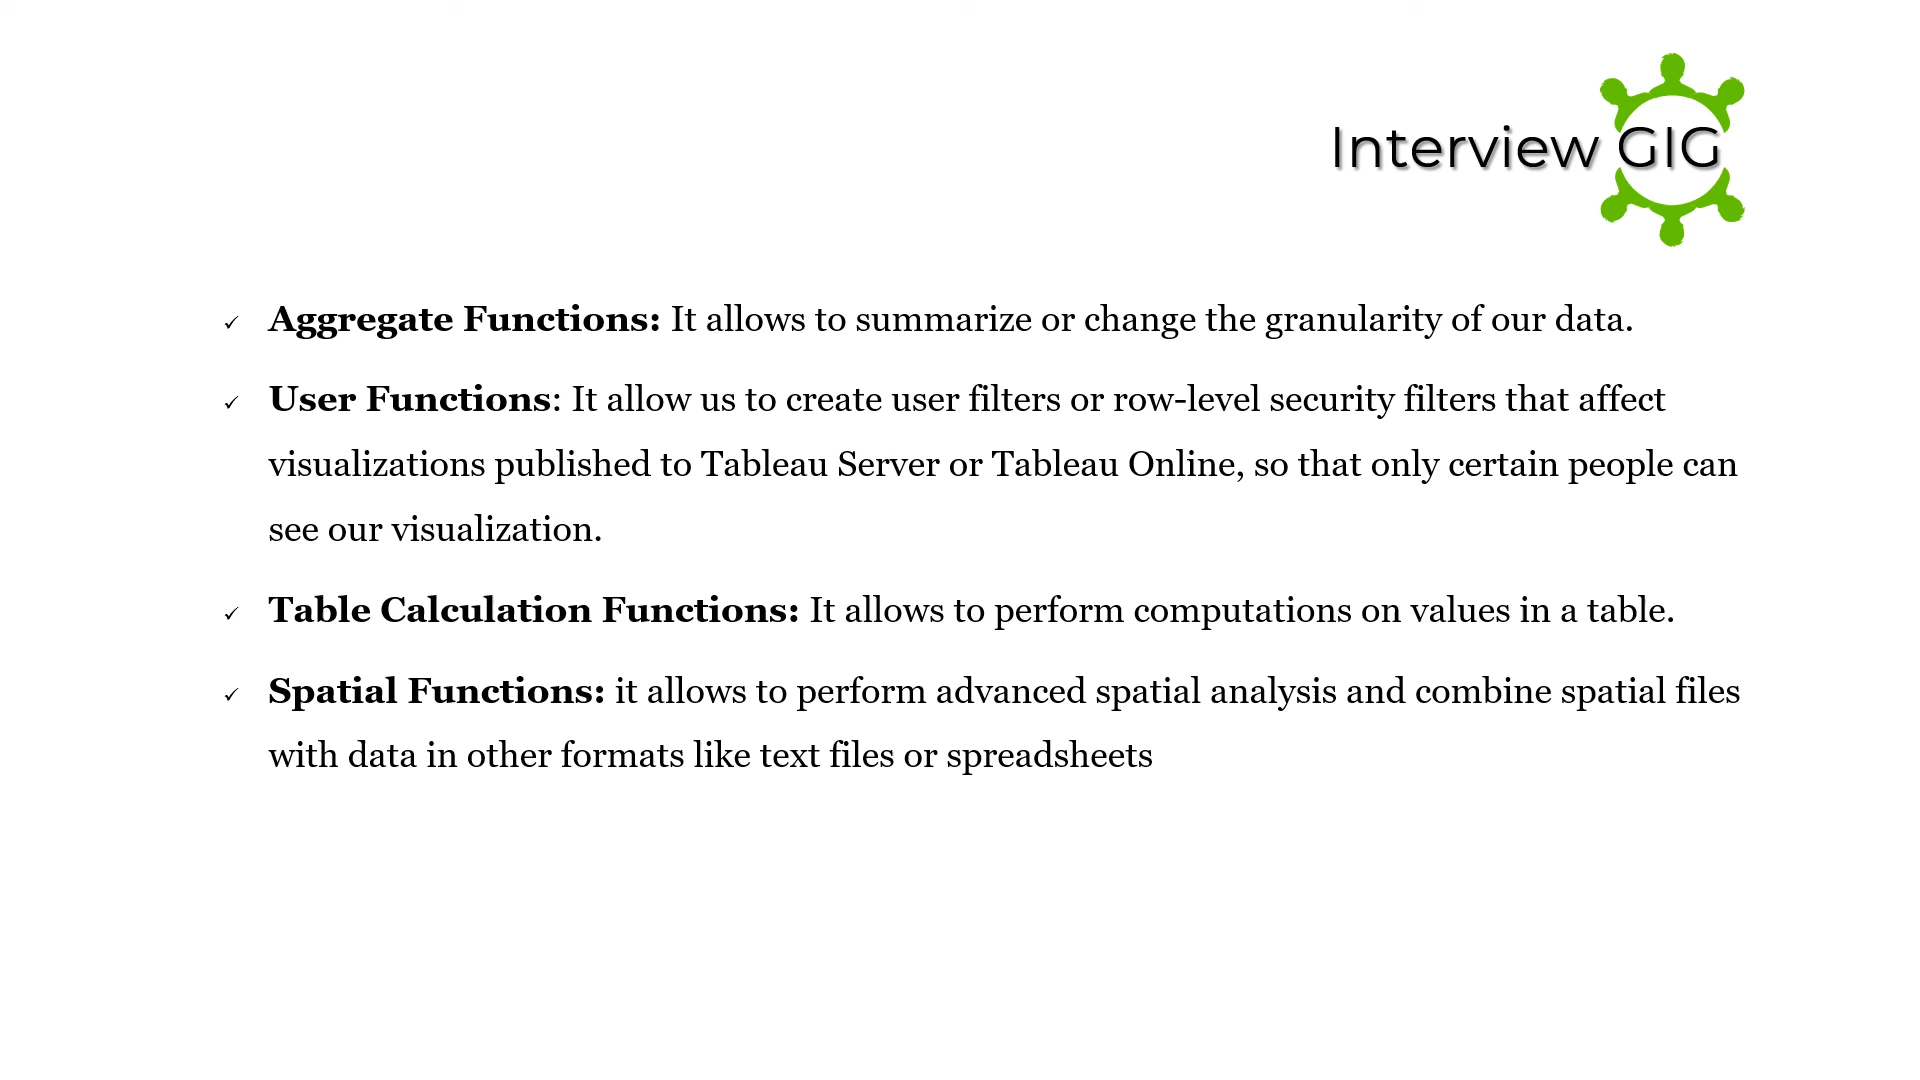 Interview GIG
✓ Aggregate Functions: It allows to summarize or change the granularity of our data.
✓ User Functions: It allow us to create user filters or row-level security filters that affect
visualizations published to Tableau Server or Tableau Online, so that only certain people can
see our visualization.
✓ Table Calculation Functions: It allows to perform computations on values in a table.
✓ Spatial Functions: it allows to perform advanced spatial analysis and combine spatial files
with data in other formats like text files or spreadsheets